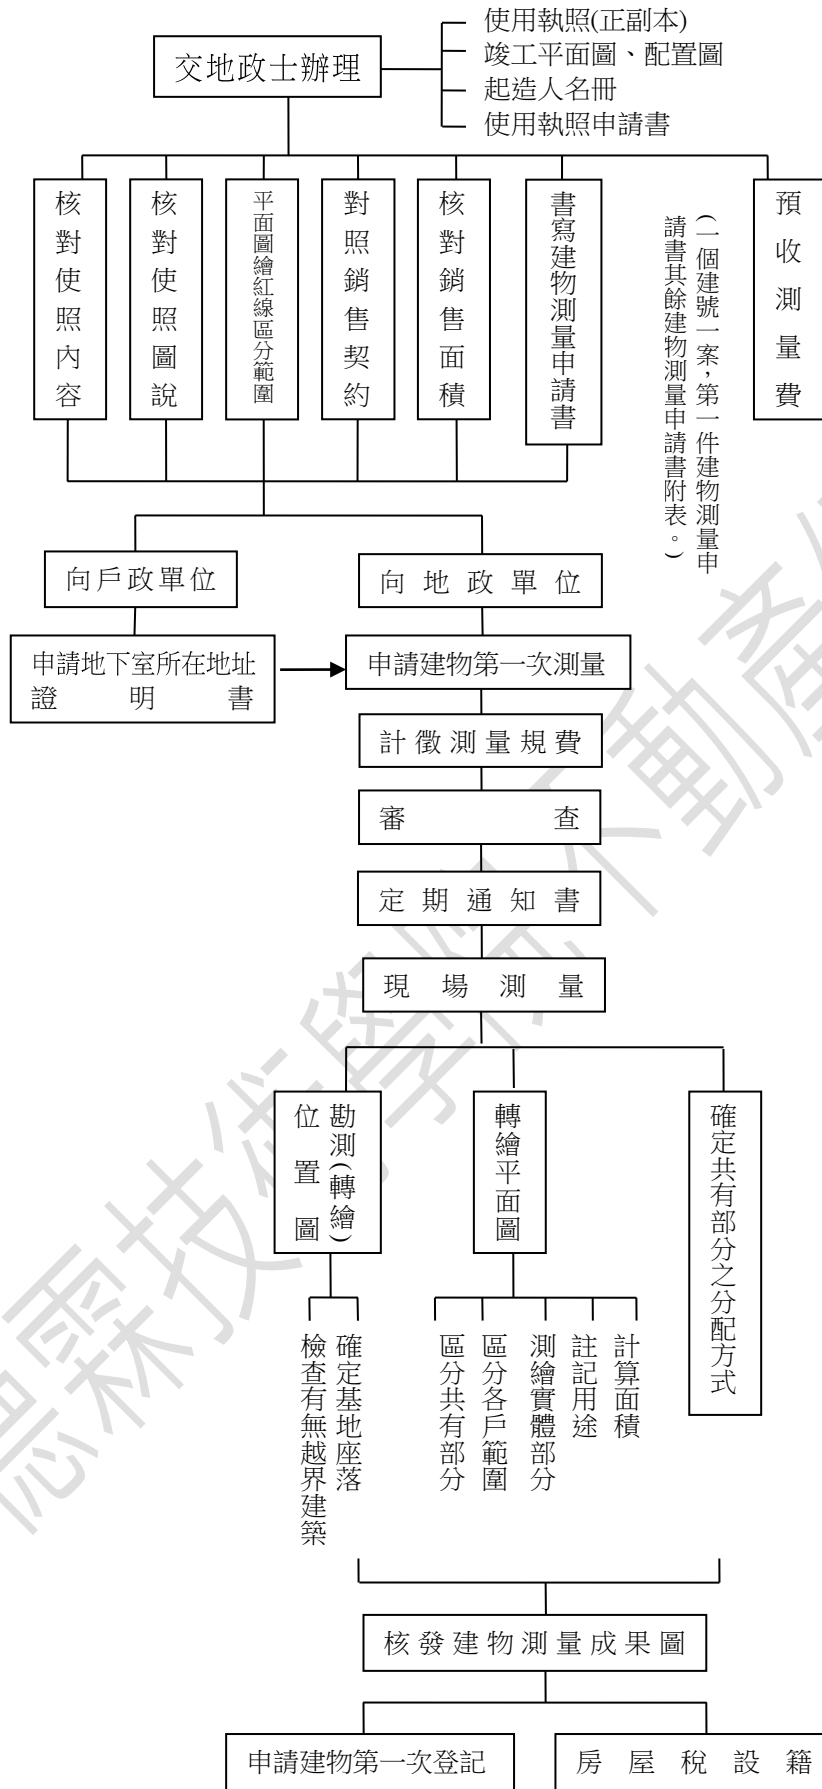 交地政士辦理
使用執照(正副本)
竣工平面圖、配置圖
起造人名冊
使用執照申請書
核對使照內容
核對使照圖說
平面圖繪紅線區分範圍
對照銷售契約
核對銷售面積
書寫建物測量申請書
(一個建號一案，第一件建物測量申
請書其餘建物測量申請書附表。)
預收測量費
向戶政單位
向地政單位
申請地下室所在地址
證明書
申請建物第一次測量
計徵測量規費
審查
定期通知書
現場測量
勘測(轉繪)
位置圖
轉繪平面圖
確定共有部分之分配方式
確定基地座落
檢查有無越界建築
區分共有部分
區分各戶範圍
測繪實體部分
註記用途
計算面積
核發建物測量成果圖
申請建物第一次登記
房屋稅設籍
德霖技術學院不動產